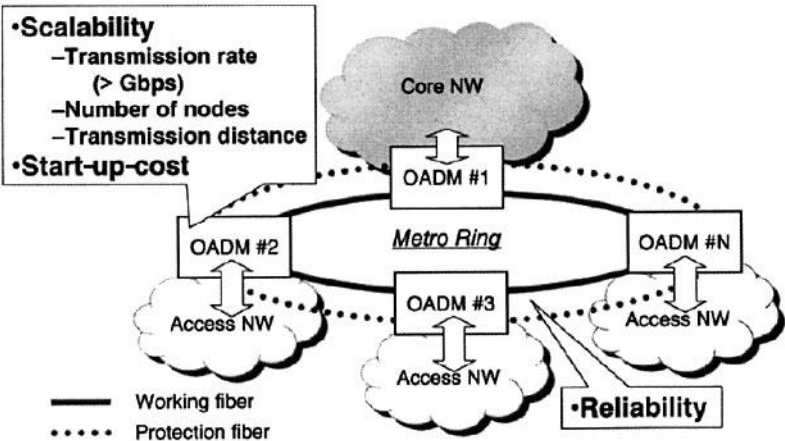 •Scalability
–Transmission rate
(> Gbps)
–Number of nodes
–Transmission distance
•Start-up-cost
Core NW
OADM #1
OADM #2
Metro Ring
OADM #N
OADM #3
Access NW
Access NW
Access NW
•Reliability
Working fiber
Protection fiber